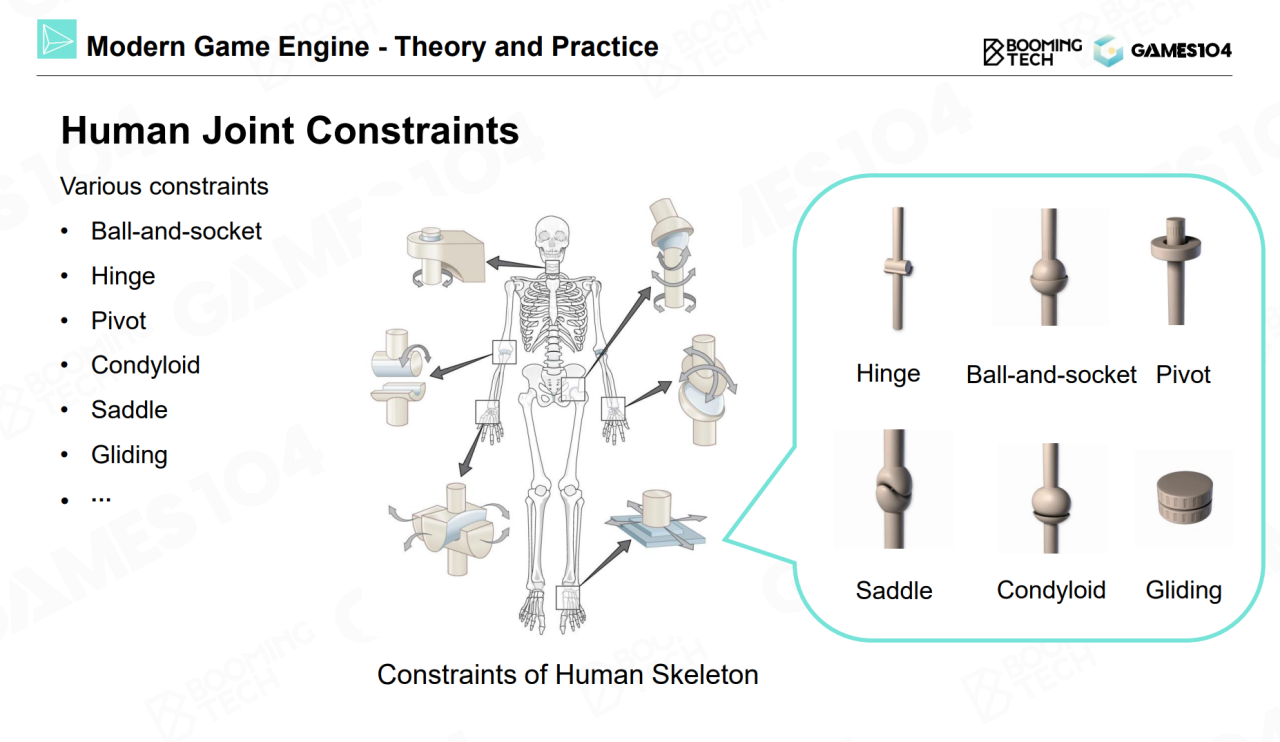 Modern Game Engine - Theory and Practice
BOOMING
TECH
GAMES104
Human Joint Constraints
Various constraints
• Ball-and-socket
• Hinge
• Pivot
• Condyloid
• Saddle
• Gliding
• ...
Hinge
Ball-and-socket
Pivot
Saddle
Condyloid
Gliding
Constraints of Human Skeleton